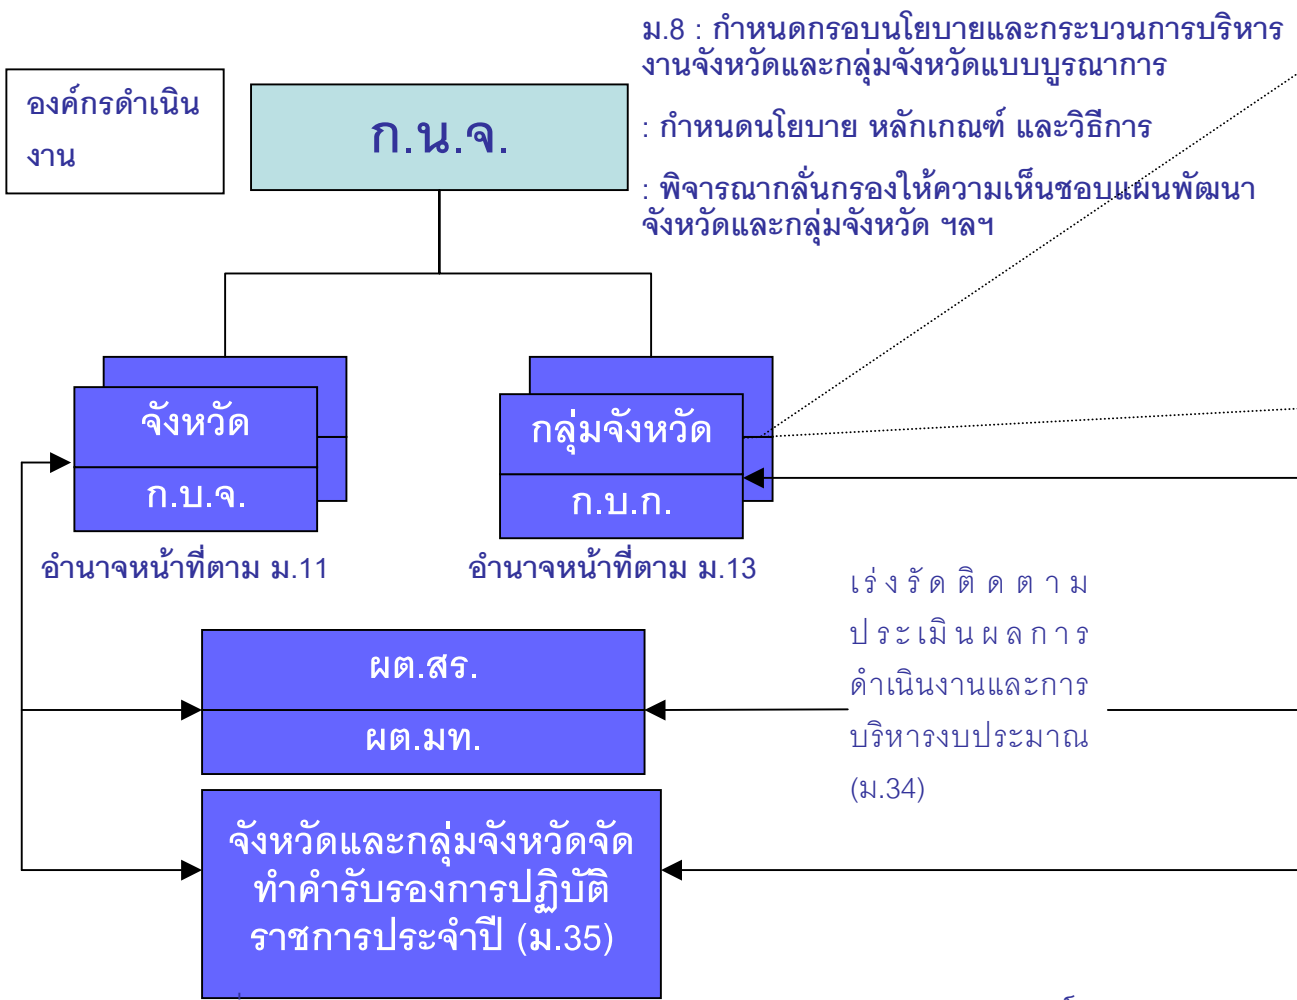 ม.8 : กำหนดกรอบนโยบายและกระบวนการบริหาร
งานจังหวัดและกลุ่มจังหวัดแบบบูรณาการ
องค์กรดำเนิน
งาน
ก.น.จ.
: กำหนดนโยบาย หลักเกณฑ์ และวิธีการ
: พิจารณากลั่นกรองให้ความเห็นชอบแผนพัฒนา
จังหวัดและกลุ่มจังหวัด ฯลฯ
จังหวัด
ก.บ.จ.
อำนาจหน้าที่ตาม ม.11
กลุ่มจังหวัด
ก.บ.ก.
อำนาจหน้าที่ตาม ม.13
เร่งรัดติดตาม
ประเมินผลการ
ดำเนินงานและการ
บริหารงบประมาณ
(ม.34)
ผต.สร.
ผต.มท.
จังหวัดและกลุ่มจังหวัดจัด
ทำคำรับรองการปฏิบัติ
ราชการประจำปี (ม.35)